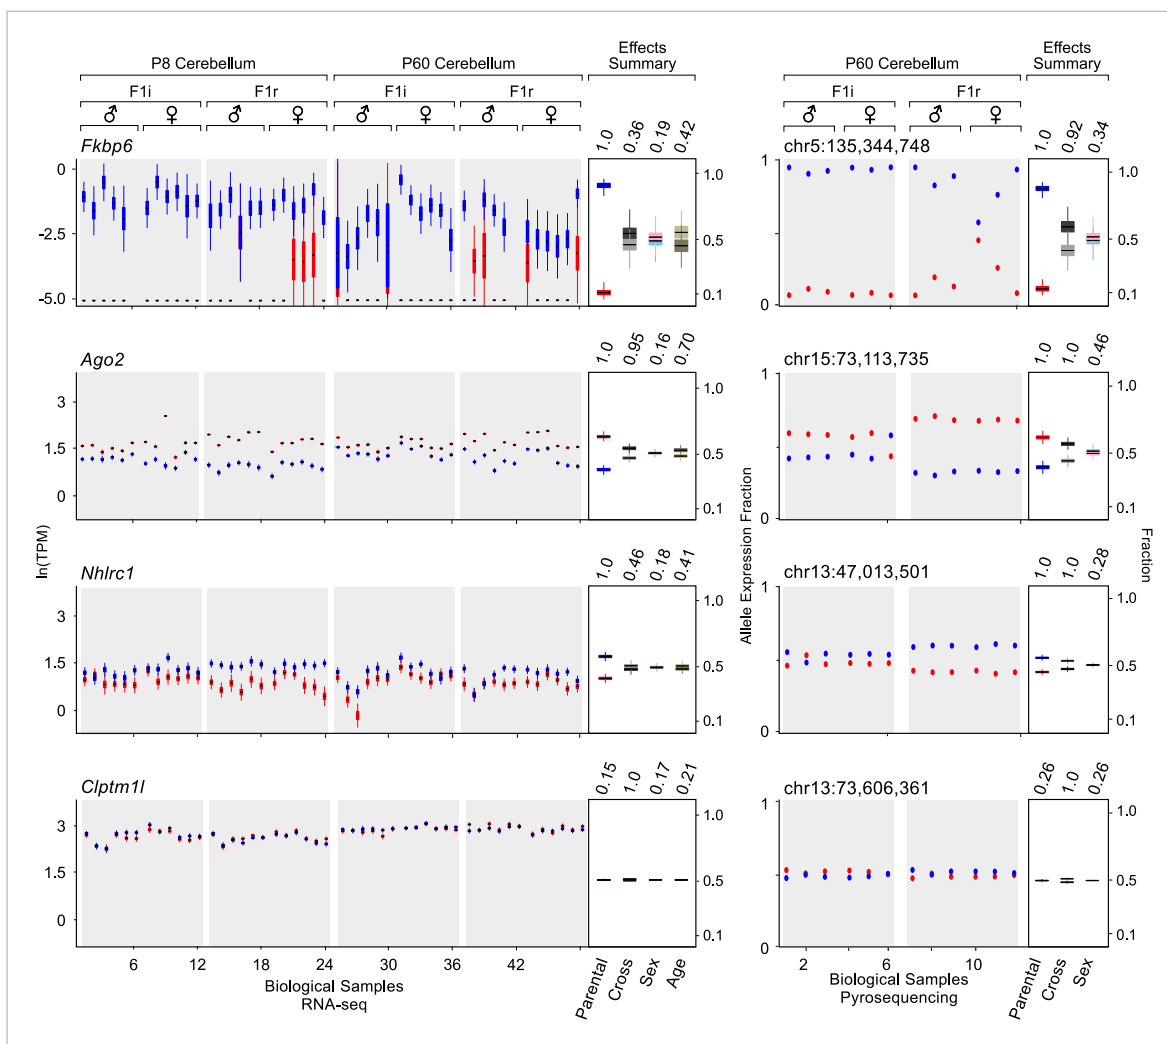 P8 Cerebellum P60 Cerebellum Effects Summary P60 Cerebellum Effects Summary
F1i F1r F1i F1r F1i F1r
♂ ♀ ♂ ♀ ♂ ♀ ♂ ♀ ♂ ♀ ♂ ♀
Fkbp6 1.0 0.36 0.19 0.42 chr5:135,344,748 1.0 0.92 0.34
0 -2.5 -5.0 1.0 0.5 0.1 1 0 1.0 0.5 0.1
Ago2 1.0 0.95 0.16 0.70 chr15:73,113,735 1.0 1.0 0.46
3 1.5 0 1.0 0.5 0.1 1 0 1.0 0.5 0.1
ln(TPM)
Allele Expression Fraction
Fraction
Nhlrc1 1.0 0.46 0.18 0.41 chr13:47,013,501 1.0 1.0 0.28
3 1.5 0 1.0 0.5 0.1 1 0 1.0 0.5 0.1
Clptm1l 0.15 1.0 0.17 0.21 chr13:73,606,361 0.26 1.0 0.26
3 1.5 0 1.0 0.5 0.1 1 0 1.0 0.5 0.1
6 12 18 24 30 36 42 2 6 10
Biological Samples
RNA-seq
Parental Cross Sex Age
Biological Samples
Pyrosequencing
Parental Cross Sex